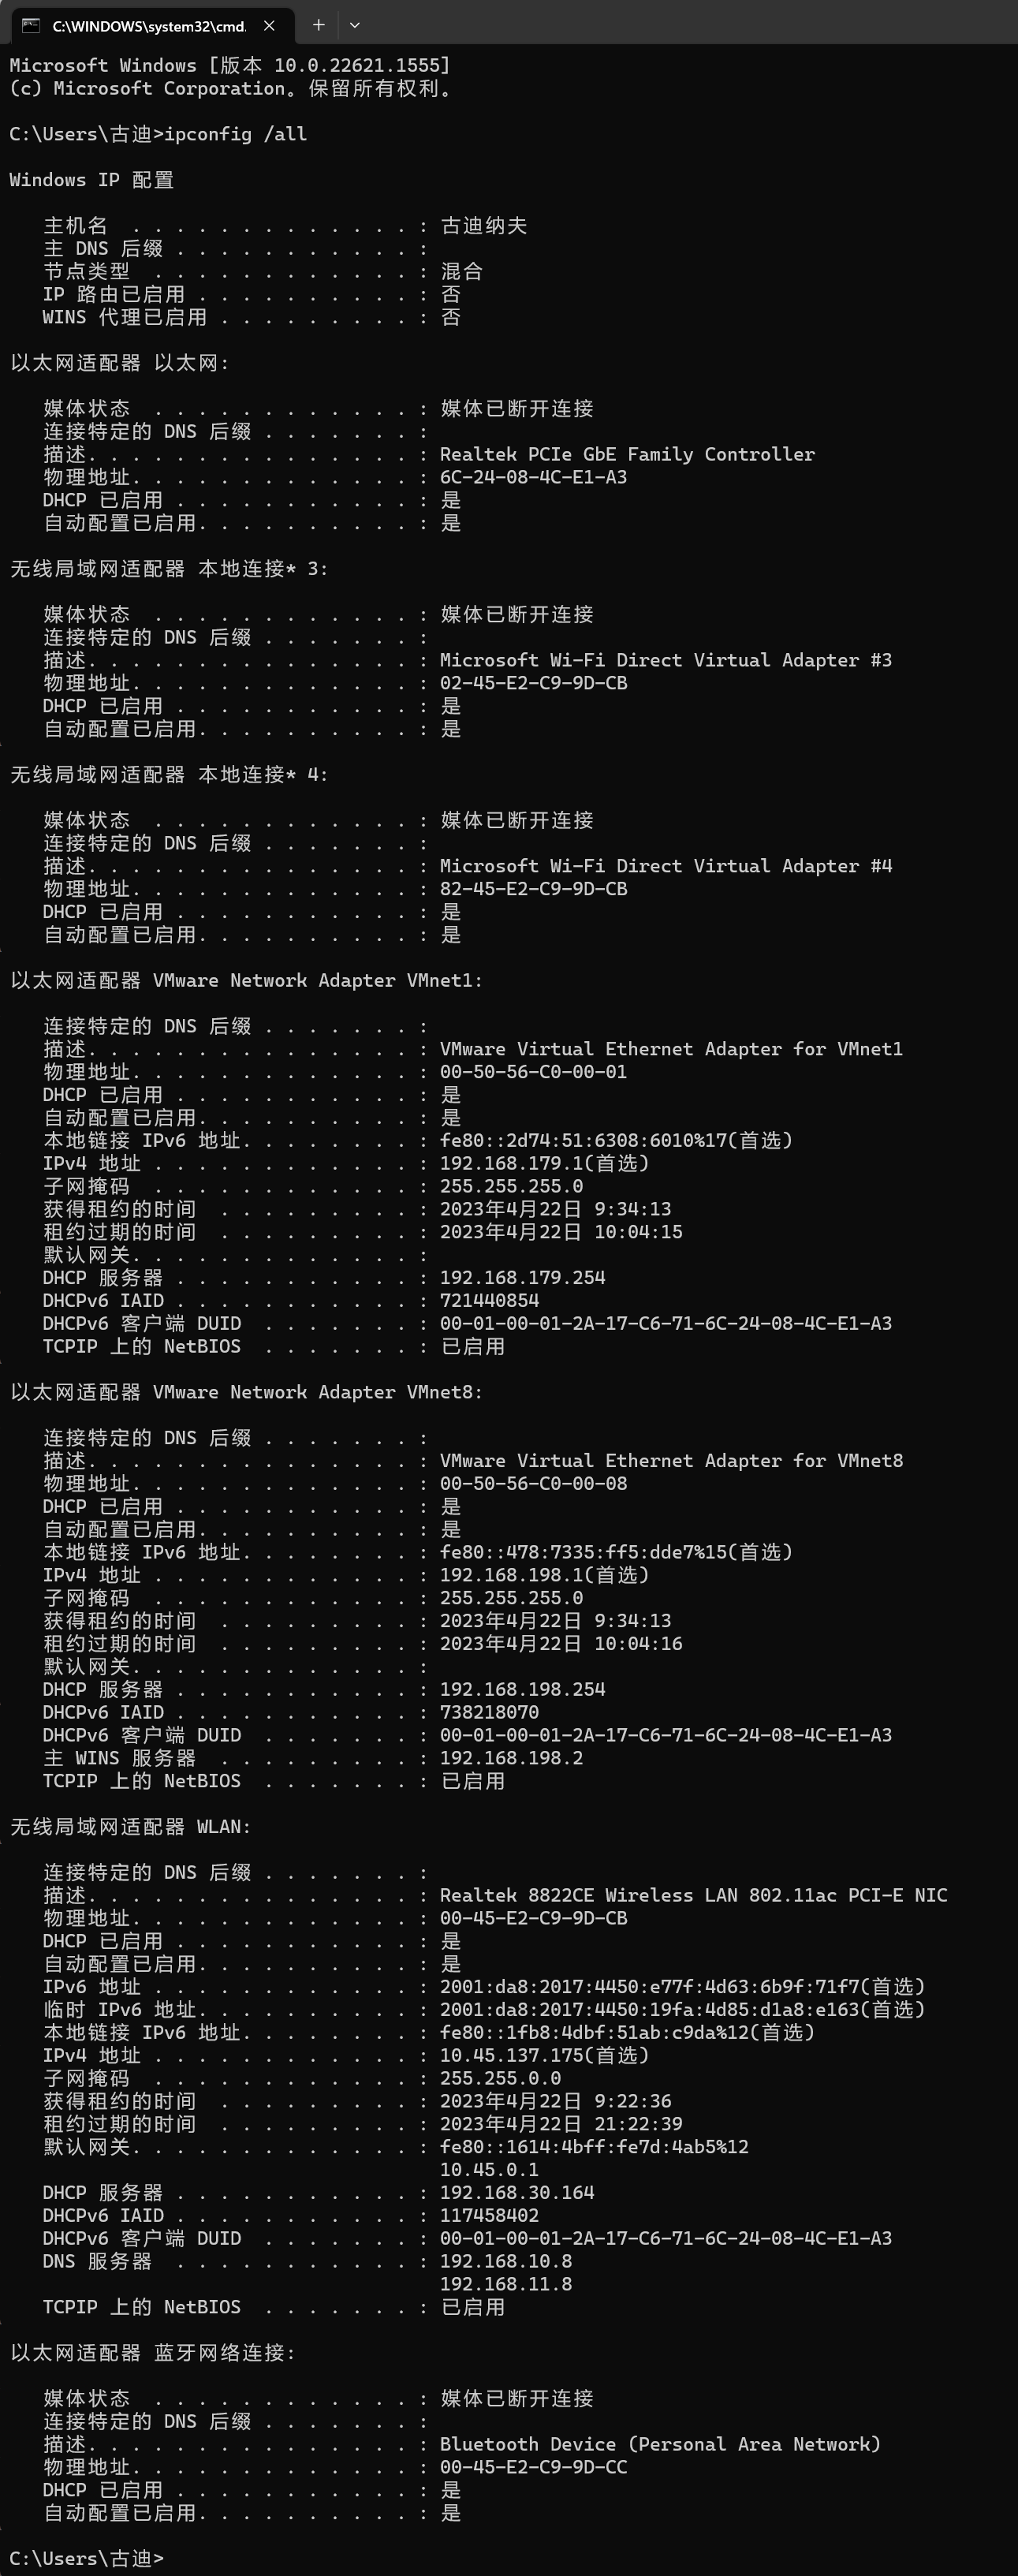 C:\WINDOWS\system32\cmd.
Microsoft Windows [版本 10.0.22621.1555]
(c) Microsoft Corporation。保留所有权利。
C:\Users\古迪>ipconfig /all
Windows IP 配置
主机名  . . . . . . . . . . . . . : 古迪纳夫
主 DNS 后缀 . . . . . . . . . . . :
节点类型  . . . . . . . . . . . . : 混合
IP 路由已启用 . . . . . . . . . . : 否
WINS 代理已启用 . . . . . . . . . : 否
以太网适配器 以太网:
媒体状态  . . . . . . . . . . . . : 媒体已断开连接
连接特定的 DNS 后缀 . . . . . . . :
描述. . . . . . . . . . . . . . . : Realtek PCIe GbE Family Controller
物理地址. . . . . . . . . . . . . : 6C-24-08-4C-E1-A3
DHCP 已启用 . . . . . . . . . . . : 是
自动配置已启用. . . . . . . . . . : 是
无线局域网适配器 本地连接* 3:
媒体状态  . . . . . . . . . . . . : 媒体已断开连接
连接特定的 DNS 后缀 . . . . . . . :
描述. . . . . . . . . . . . . . . : Microsoft Wi-Fi Direct Virtual Adapter #3
物理地址. . . . . . . . . . . . . : 02-45-E2-C9-9D-CB
DHCP 已启用 . . . . . . . . . . . : 是
自动配置已启用. . . . . . . . . . : 是
无线局域网适配器 本地连接* 4:
媒体状态  . . . . . . . . . . . . : 媒体已断开连接
连接特定的 DNS 后缀 . . . . . . . :
描述. . . . . . . . . . . . . . . : Microsoft Wi-Fi Direct Virtual Adapter #4
物理地址. . . . . . . . . . . . . : 82-45-E2-C9-9D-CB
DHCP 已启用 . . . . . . . . . . . : 是
自动配置已启用. . . . . . . . . . : 是
以太网适配器 VMware Network Adapter VMnet1:
连接特定的 DNS 后缀 . . . . . . . :
描述. . . . . . . . . . . . . . . : VMware Virtual Ethernet Adapter for VMnet1
物理地址. . . . . . . . . . . . . : 00-50-56-C0-00-01
DHCP 已启用 . . . . . . . . . . . : 是
自动配置已启用. . . . . . . . . . : 是
本地链接 IPv6 地址. . . . . . . . : fe80::2d74:51:6308:6010%17(首选)
IPv4 地址 . . . . . . . . . . . . : 192.168.179.1(首选)
子网掩码  . . . . . . . . . . . . : 255.255.255.0
获得租约的时间  . . . . . . . . . : 2023年4月22日 9:34:13
租约过期的时间  . . . . . . . . . : 2023年4月22日 10:04:15
默认网关. . . . . . . . . . . . . :
DHCP 服务器 . . . . . . . . . . . : 192.168.179.254
DHCPv6 IAID . . . . . . . . . . . : 721440854
DHCPv6 客户端 DUID  . . . . . . . : 00-01-00-01-2A-17-C6-71-6C-24-08-4C-E1-A3
TCPIP 上的 NetBIOS  . . . . . . . : 已启用
以太网适配器 VMware Network Adapter VMnet8:
连接特定的 DNS 后缀 . . . . . . . :
描述. . . . . . . . . . . . . . . : VMware Virtual Ethernet Adapter for VMnet8
物理地址. . . . . . . . . . . . . : 00-50-56-C0-00-08
DHCP 已启用 . . . . . . . . . . . : 是
自动配置已启用. . . . . . . . . . : 是
本地链接 IPv6 地址. . . . . . . . : fe80::478:7335:ff5:dde7%15(首选)
IPv4 地址 . . . . . . . . . . . . : 192.168.198.1(首选)
子网掩码  . . . . . . . . . . . . : 255.255.255.0
获得租约的时间  . . . . . . . . . : 2023年4月22日 9:34:13
租约过期的时间  . . . . . . . . . : 2023年4月22日 10:04:16
默认网关. . . . . . . . . . . . . :
DHCP 服务器 . . . . . . . . . . . : 192.168.198.254
DHCPv6 IAID . . . . . . . . . . . : 738218070
DHCPv6 客户端 DUID  . . . . . . . : 00-01-00-01-2A-17-C6-71-6C-24-08-4C-E1-A3
主 WINS 服务器  . . . . . . . . . : 192.168.198.2
TCPIP 上的 NetBIOS  . . . . . . . : 已启用
无线局域网适配器 WLAN:
连接特定的 DNS 后缀 . . . . . . . :
描述. . . . . . . . . . . . . . . : Realtek 8822CE Wireless LAN 802.11ac PCI-E NIC
物理地址. . . . . . . . . . . . . : 00-45-E2-C9-9D-CB
DHCP 已启用 . . . . . . . . . . . : 是
自动配置已启用. . . . . . . . . . : 是
IPv6 地址 . . . . . . . . . . . . : 2001:da8:2017:4450:e77f:4d63:6b9f:71f7(首选)
临时 IPv6 地址. . . . . . . . . . : 2001:da8:2017:4450:19fa:4d85:d1a8:e163(首选)
本地链接 IPv6 地址. . . . . . . . : fe80::1fb8:4dbf:51ab:c9da%12(首选)
IPv4 地址 . . . . . . . . . . . . : 10.45.137.175(首选)
子网掩码  . . . . . . . . . . . . : 255.255.0.0
获得租约的时间  . . . . . . . . . : 2023年4月22日 9:22:36
租约过期的时间  . . . . . . . . . : 2023年4月22日 21:22:39
默认网关. . . . . . . . . . . . . : fe80::1614:4bff:fe7d:4ab5%12
10.45.0.1
DHCP 服务器 . . . . . . . . . . . : 192.168.30.164
DHCPv6 IAID . . . . . . . . . . . : 117458402
DHCPv6 客户端 DUID  . . . . . . . : 00-01-00-01-2A-17-C6-71-6C-24-08-4C-E1-A3
DNS 服务器  . . . . . . . . . . . : 192.168.10.8
192.168.11.8
TCPIP 上的 NetBIOS  . . . . . . . : 已启用
以太网适配器 蓝牙网络连接:
媒体状态  . . . . . . . . . . . . : 媒体已断开连接
连接特定的 DNS 后缀 . . . . . . . :
描述. . . . . . . . . . . . . . . : Bluetooth Device (Personal Area Network)
物理地址. . . . . . . . . . . . . : 00-45-E2-C9-9D-CC
DHCP 已启用 . . . . . . . . . . . : 是
自动配置已启用. . . . . . . . . . : 是
C:\Users\古迪>